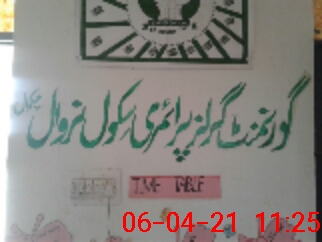 گورنمنٹ گرلز پرائمری سکول نروال
TIME TABLE
06-04-21 11:25